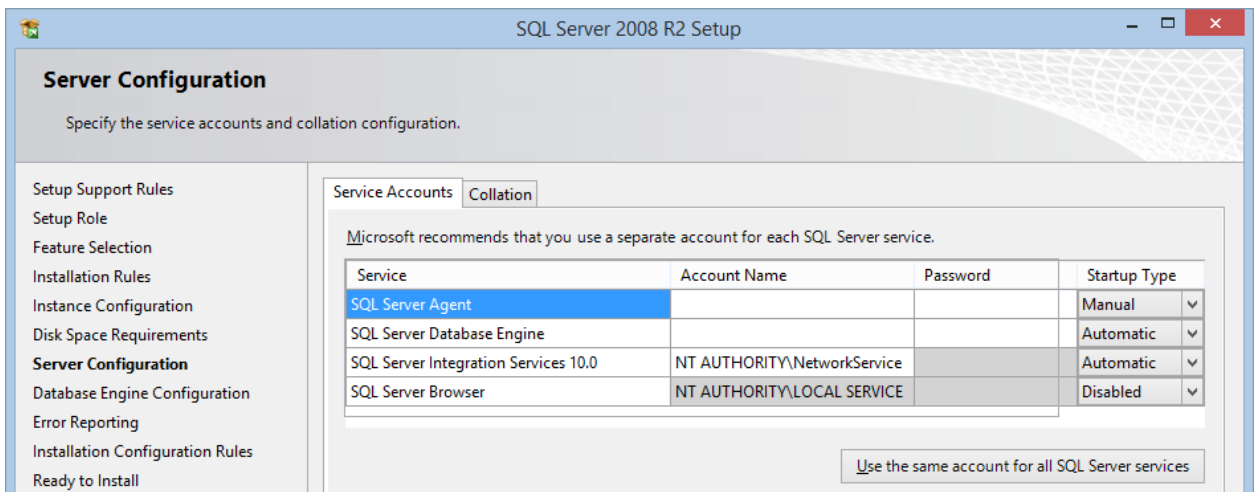 SQL Server 2008 R2 Setup
Server Configuration
Specify the service accounts and collation configuration.
Setup Support Rules
Setup Role
Feature Selection
Installation Rules
Instance Configuration
Disk Space Requirements
Server Configuration
Database Engine Configuration
Error Reporting
Installation Configuration Rules
Ready to Install
Service Accounts Collation
Microsoft recommends that you use a separate account for each SQL Server service.
Service Account Name Password Startup Type
SQL Server Agent Manual
SQL Server Database Engine Automatic
SQL Server Integration Services 10.0 NT AUTHORITY\NetworkService Automatic
SQL Server Browser NT AUTHORITY\LOCAL SERVICE Disabled
Use the same account for all SQL Server services